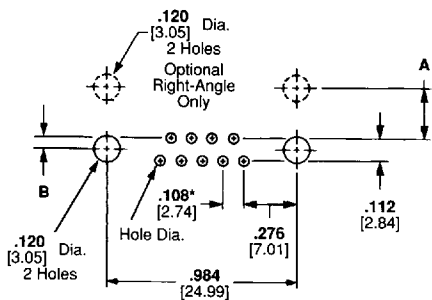 .120
[3.05] Dia.
2 Holes
Optional
Right-Angle
Only
A
B
.108*
[2.74]
.112
[2.84]
.120
[3.05] Dia.
2 Holes
Hole Dia.
.276
[7.01]
.984
[24.99]